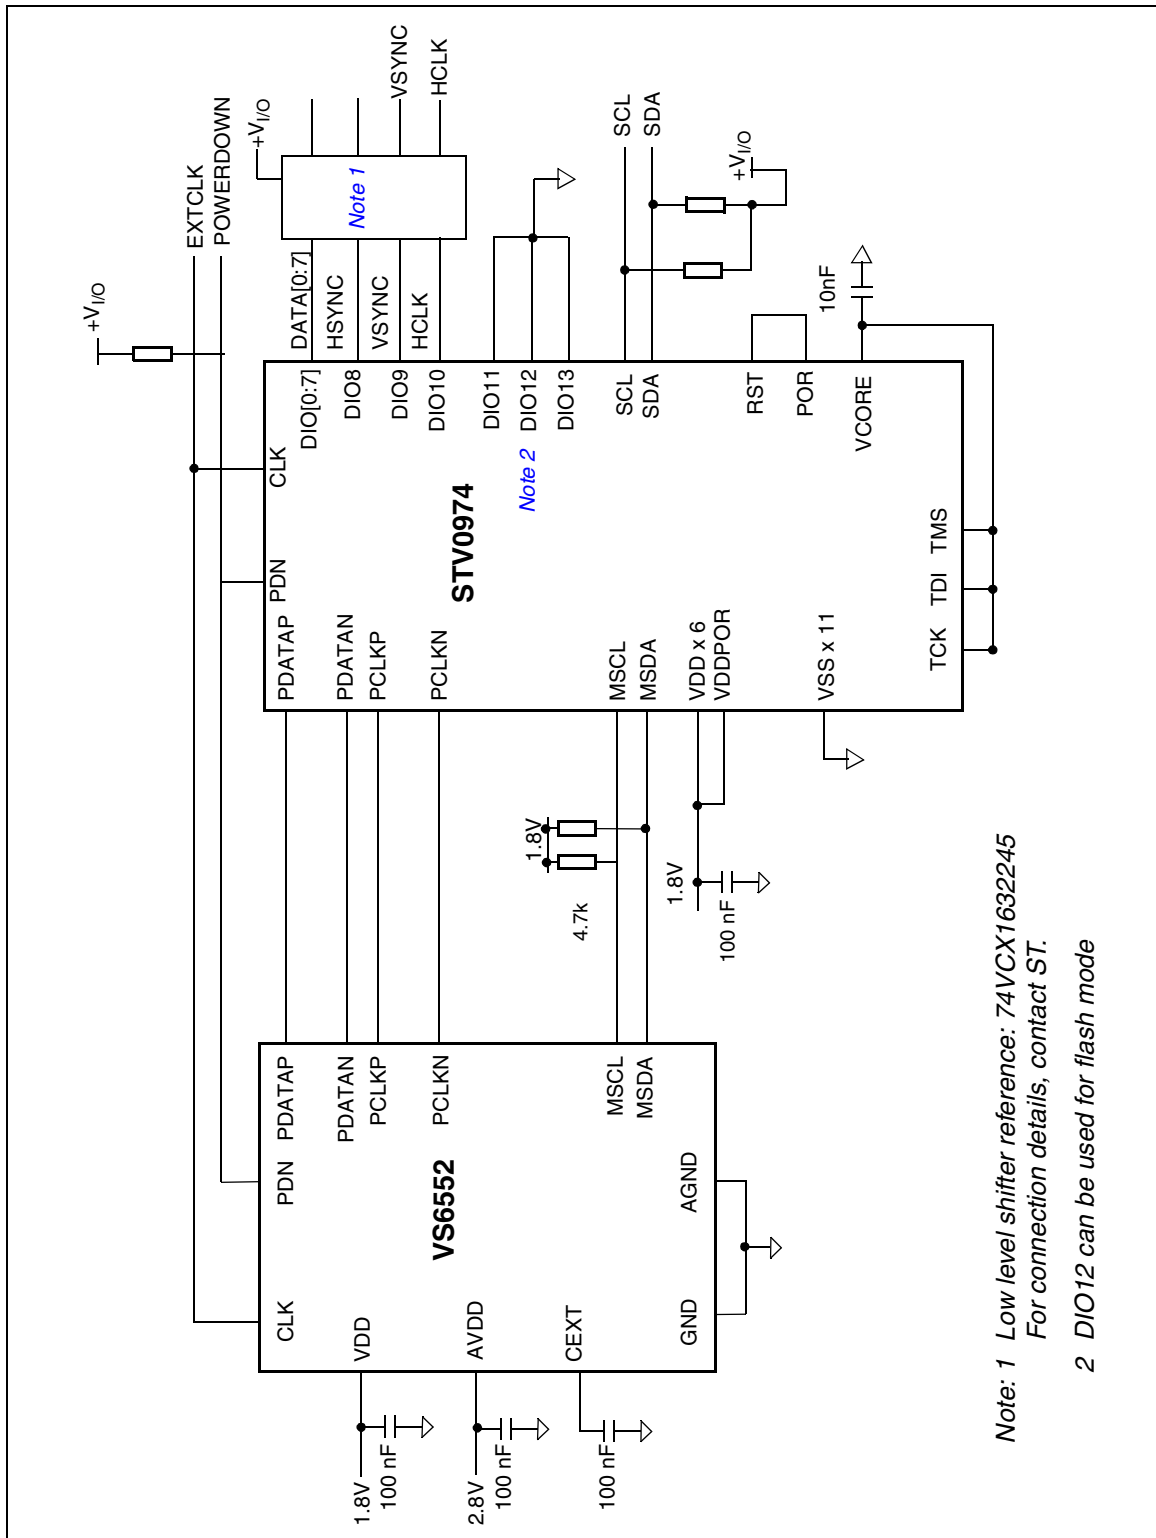 +VI/O
EXTCLK
POWERDOWN
+VI/O
VSYNC
HCLK
Note 1
DATA[0:7]
HSYNC
VSYNC
HCLK
SCL
SDA
+VI/O
10nF
CLK
PDN
DIO[0:7]
DIO8
DIO9
DIO10
DIO11
DIO12
DIO13
Note 2
SCL
SDA
RST
POR
VCORE
STV0974
PDATAP
PDATAN
PCLKP
PCLKN
MSCL
MSDA
VDD x 6
VDDPOR
VSS x 11
TCK
TDI
TMS
1.8V
4.7k
1.8V
100 nF
CLK
PDN
PDATAP
PDATAN
PCLKP
PCLKN
MSCL
MSDA
VS6552
VDD
AVDD
CEXT
GND
AGND
1.8V
100 nF
2.8V
100 nF
100 nF
Note: 1 Low level shifter reference: 74VCX1632245
For connection details, contact ST.
2 DIO12 can be used for flash mode